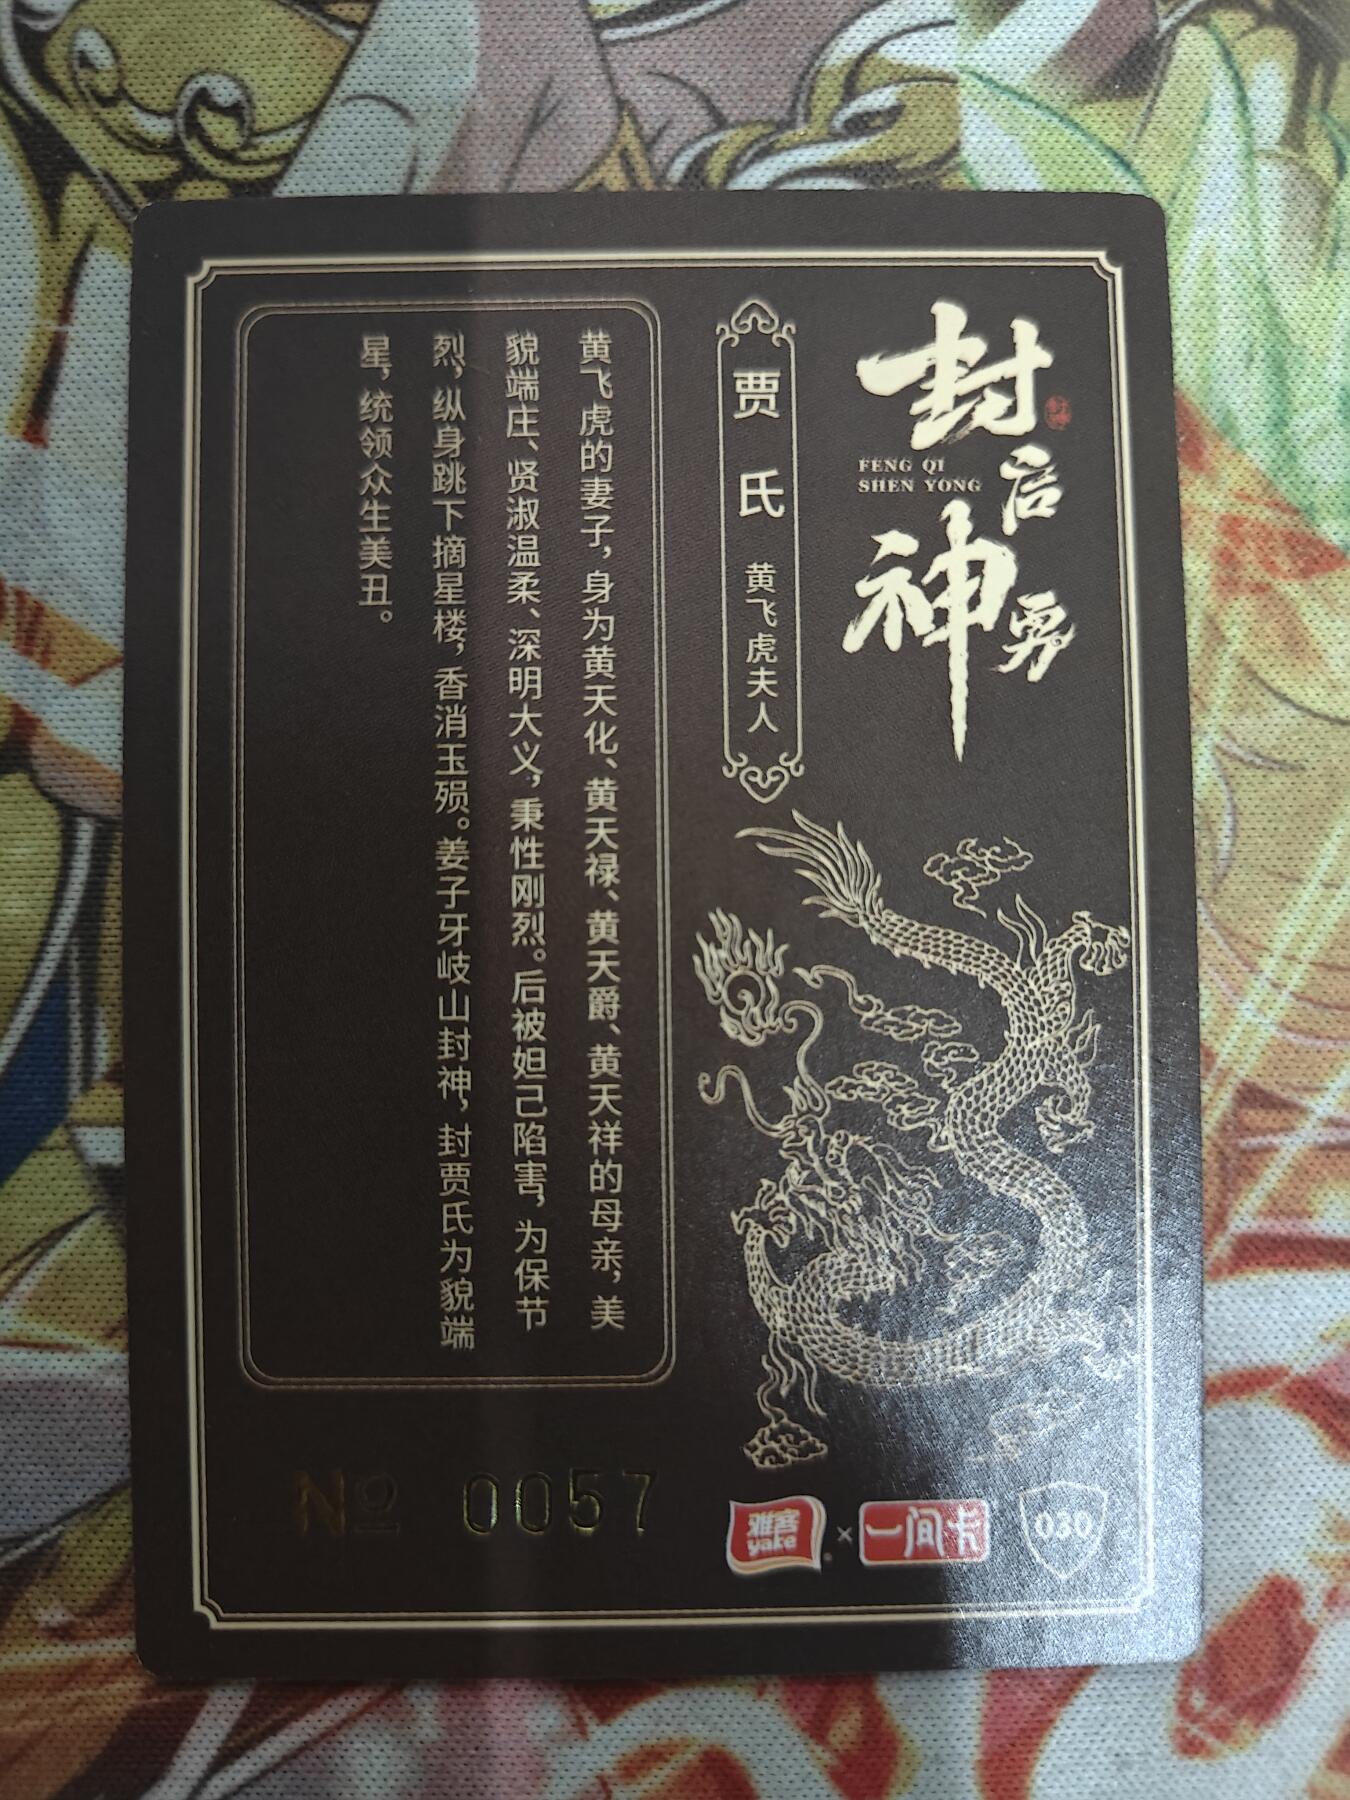 封启神勇
FENG QI
SHEN YONG
贾氏 黄飞虎夫人
黄飞虎的妻子，身为黄天化、黄天禄、黄天爵、黄天祥的母亲，美
貌端庄、贤淑温柔、深明大义，秉性刚烈。后被妲己陷害，为保节
烈，纵身跳下摘星楼，香消玉殒。姜子牙岐山封神，封贾氏为貌端
星，统领众生美丑。
№ 0057
雅客
yake
×
一间卡
030